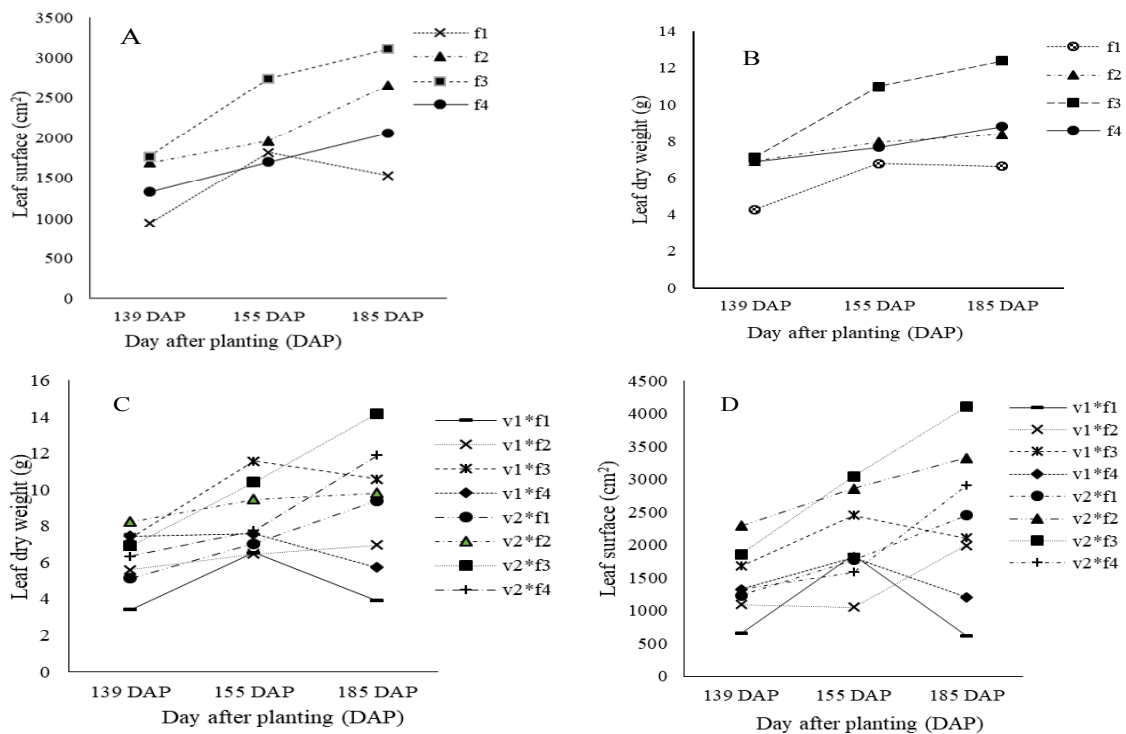 A
Leaf surface (cm²)
3500
3000
2500
2000
1500
1000
500
0
139 DAP 155 DAP 185 DAP
Day after planting (DAP)
f1
f2
f3
f4
B
Leaf dry weight (g)
14
12
10
8
6
4
2
0
139 DAP 155 DAP 185 DAP
Day after planting (DAP)
f1
f2
f3
f4
C
Leaf dry weight (g)
16
14
12
10
8
6
4
2
0
139 DAP 155 DAP 185 DAP
Day after planting (DAP)
v1*f1
v1*f2
v1*f3
v1*f4
v2*f1
v2*f2
v2*f3
v2*f4
D
Leaf surface (cm²)
4500
4000
3500
3000
2500
2000
1500
1000
500
0
139 DAP 155 DAP 185 DAP
Day after planting (DAP)
v1*f1
v1*f2
v1*f3
v1*f4
v2*f1
v2*f2
v2*f3
v2*f4